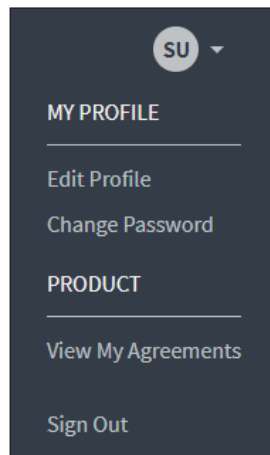 SU
MY PROFILE
Edit Profile
Change Password
PRODUCT
View My Agreements
Sign Out